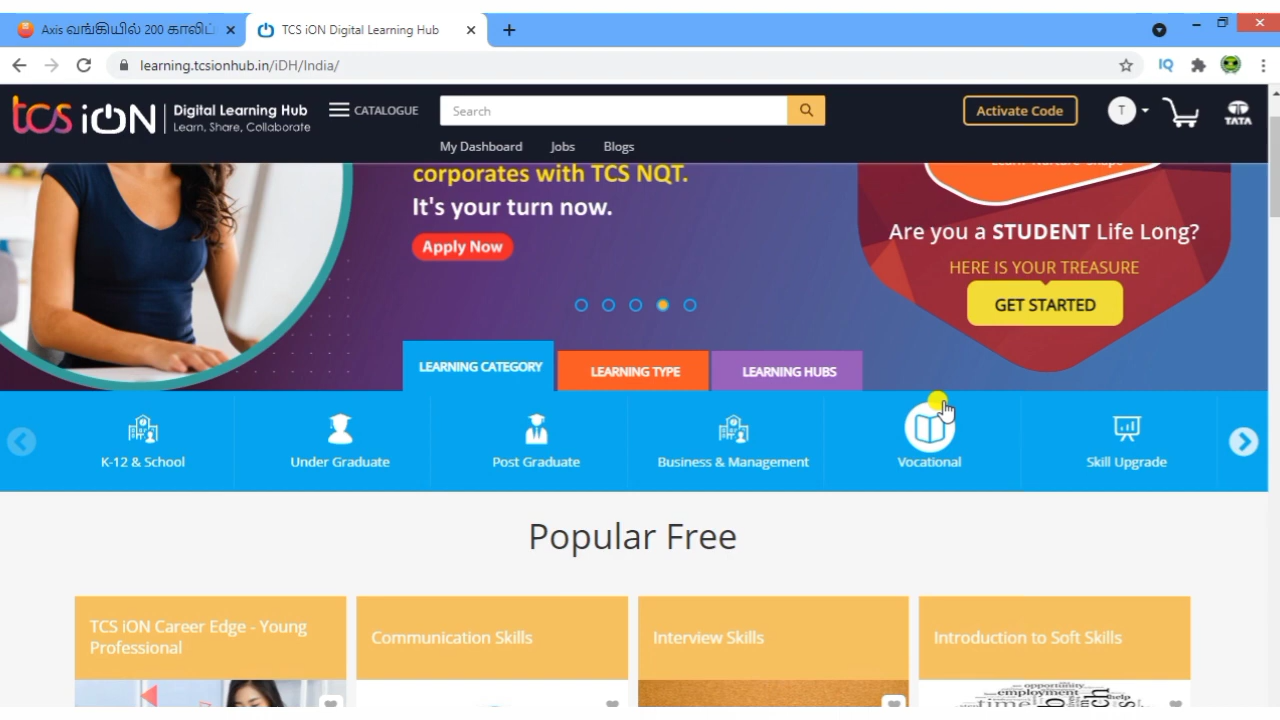 Axis வங்கியில் 200 காலிப்
TCS iON Digital Learning Hub
learning.tcsionhub.in/iDH/India/
IQ
tcs iON
Digital Learning Hub
Learn, Share, Collaborate
CATALOGUE
Search
Activate Code
T
TATA
My Dashboard
Jobs
Blogs
corporates with TCS NQT.
It's your turn now.
Apply Now
Are you a STUDENT Life Long?
HERE IS YOUR TREASURE
GET STARTED
LEARNING CATEGORY
LEARNING TYPE
LEARNING HUBS
K-12 & School
Under Graduate
Post Graduate
Business & Management
Vocational
Skill Upgrade
Popular Free
TCS iON Career Edge - Young
Professional
Communication Skills
Interview Skills
Introduction to Soft Skills
opportunity
employment
time
help